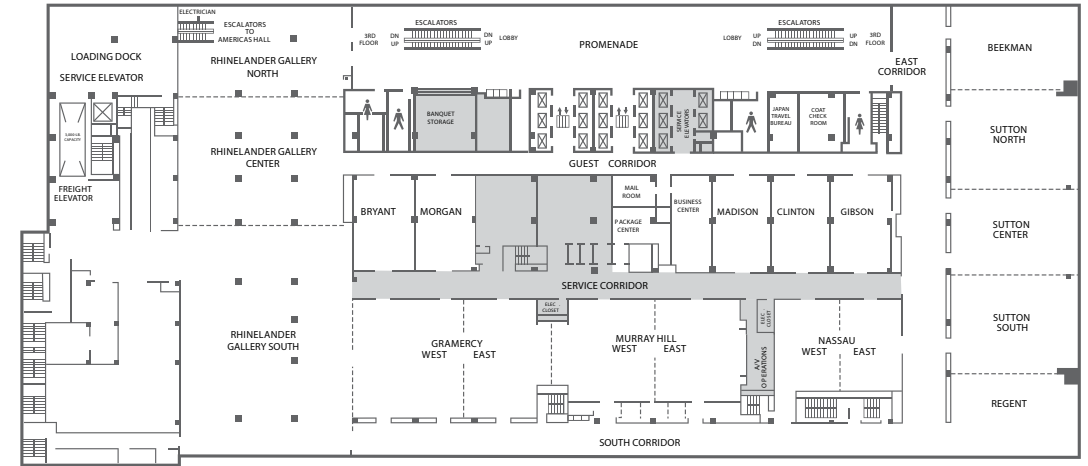 ELECTRICIAN
ESCALATORS
TO
AMERICAS HALL
LOADING DOCK
SERVICE ELEVATOR
RHINELANDER GALLERY
NORTH
3RD
FLOOR
DN
UP
ESCALATORS
DN
UP
LOBBY
PROMENADE
LOBBY
UP
DN
ESCALATORS
UP
DN
3RD
FLOOR
EAST
CORRIDOR
BEEKMAN
BANQUET
STORAGE
SERVICE
ELEVATORS
JAPAN
TRAVEL
BUREAU
COAT
CHECK
ROOM
SUTTON
NORTH
RHINELANDER GALLERY
CENTER
GUEST CORRIDOR
FREIGHT
ELEVATOR
BRYANT
MORGAN
MAIL
ROOM
PACKAGE
CENTER
BUSINESS
CENTER
MADISON
CLINTON
GIBSON
SUTTON
CENTER
SERVICE CORRIDOR
ELEC
CLOSET
ELEC
CLOSET
RHINELANDER
GALLERY SOUTH
GRAMERCY
WEST EAST
MURRAY HILL
WEST EAST
A/V
OPERATIONS
NASSAU
WEST EAST
SUTTON
SOUTH
REGENT
SOUTH CORRIDOR